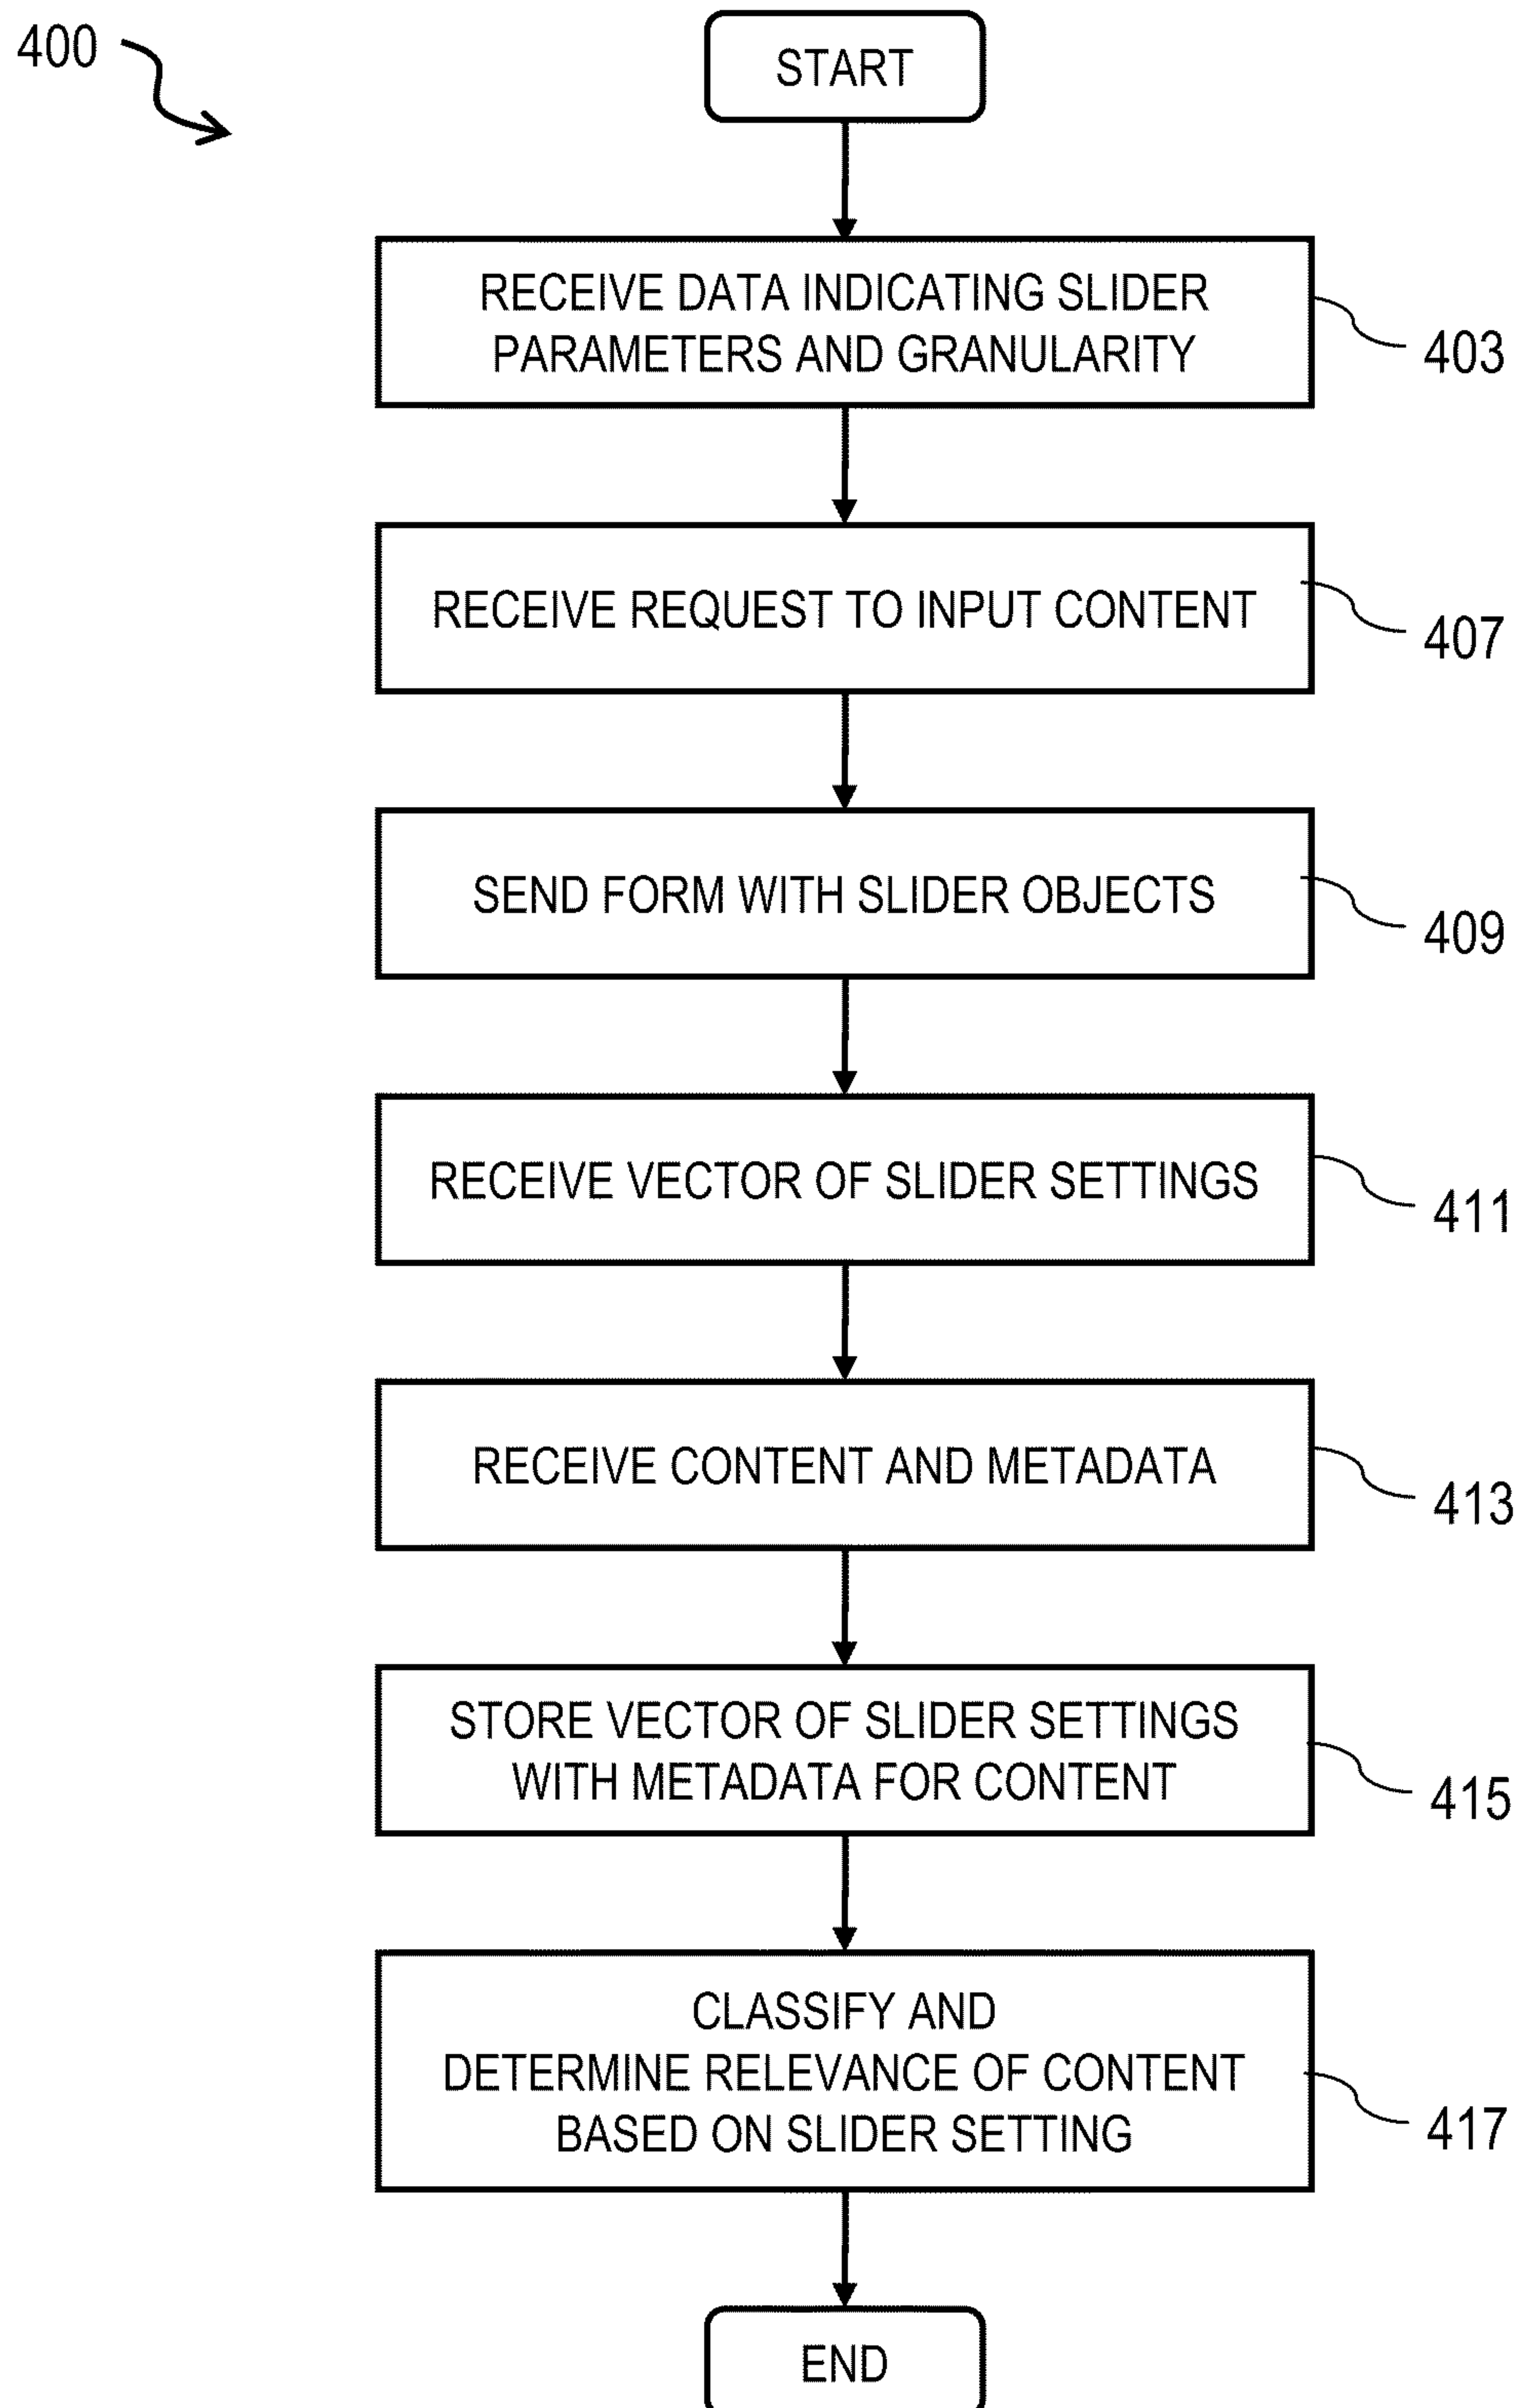 400
START
RECEIVE DATA INDICATING SLIDER
PARAMETERS AND GRANULARITY
403
RECEIVE REQUEST TO INPUT CONTENT
407
SEND FORM WITH SLIDER OBJECTS
409
RECEIVE VECTOR OF SLIDER SETTINGS
411
RECEIVE CONTENT AND METADATA
413
STORE VECTOR OF SLIDER SETTINGS
WITH METADATA FOR CONTENT
415
CLASSIFY AND
DETERMINE RELEVANCE OF CONTENT
BASED ON SLIDER SETTING
417
END